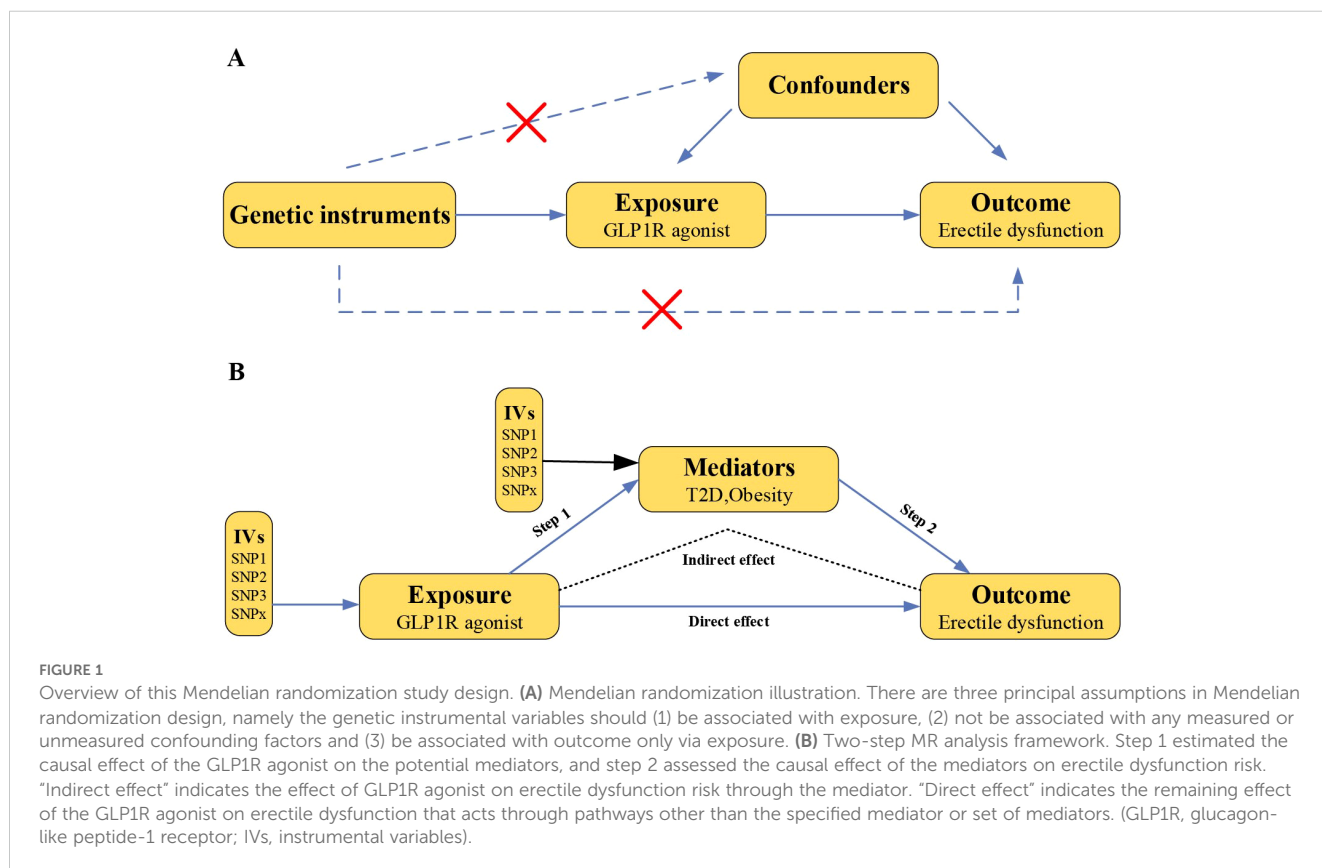 A
Confounders
Genetic instruments
Exposure
GLP1R agonist
Outcome
Erectile dysfunction
B
IVs
SNP1
SNP2
SNP3
SNPx
Mediators
T2D,Obesity
Step 1
Step 2
Indirect effect
IVs
SNP1
SNP2
SNP3
SNPx
Exposure
GLP1R agonist
Direct effect
Outcome
Erectile dysfunction
FIGURE 1
Overview of this Mendelian randomization study design. (A) Mendelian randomization illustration. There are three principal assumptions in Mendelian
randomization design, namely the genetic instrumental variables should (1) be associated with exposure, (2) not be associated with any measured or
unmeasured confounding factors and (3) be associated with outcome only via exposure. (B) Two-step MR analysis framework. Step 1 estimated the
causal effect of the GLP1R agonist on the potential mediators, and step 2 assessed the causal effect of the mediators on erectile dysfunction risk.
“Indirect effect” indicates the effect of GLP1R agonist on erectile dysfunction risk through the mediator. “Direct effect” indicates the remaining effect
of the GLP1R agonist on erectile dysfunction that acts through pathways other than the specified mediator or set of mediators. (GLP1R, glucagon-
like peptide-1 receptor; IVs, instrumental variables).